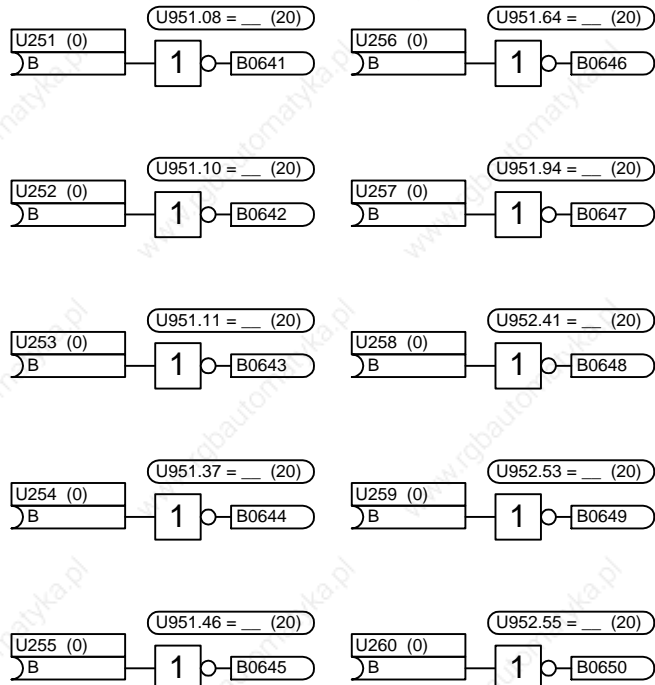 U951.08 = __ (20)
U251 (0)
B
1
B0641
U951.10 = __ (20)
U252 (0)
B
1
B0642
U951.11 = __ (20)
U253 (0)
B
1
B0643
U951.37 = __ (20)
U254 (0)
B
1
B0644
U951.46 = __ (20)
U255 (0)
B
1
B0645
U951.64 = __ (20)
U256 (0)
B
1
B0646
U951.94 = __ (20)
U257 (0)
B
1
B0647
U952.41 = __ (20)
U258 (0)
B
1
B0648
U952.53 = __ (20)
U259 (0)
B
1
B0649
U952.55 = __ (20)
U260 (0)
B
1
B0650
www.rgbautomatyka.pl